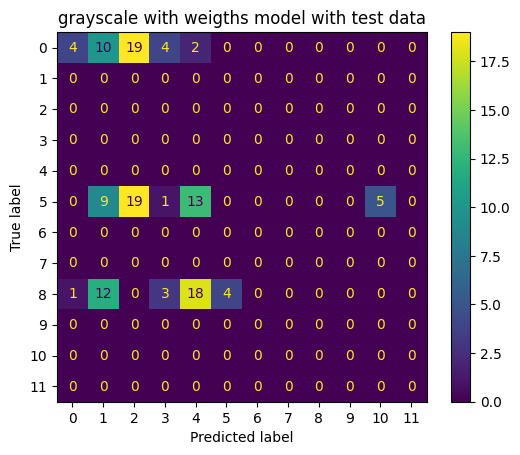 grayscale with weigths model with test data
0 4 10 19 4 2 0 0 0 0 0 0 0
1 0 0 0 0 0 0 0 0 0 0 0 0
2 0 0 0 0 0 0 0 0 0 0 0 0
3 0 0 0 0 0 0 0 0 0 0 0 0
4 0 0 0 0 0 0 0 0 0 0 0 0
5 0 9 19 1 13 0 0 0 0 0 5 0
6 0 0 0 0 0 0 0 0 0 0 0 0
7 0 0 0 0 0 0 0 0 0 0 0 0
8 1 12 0 3 18 4 0 0 0 0 0 0
9 0 0 0 0 0 0 0 0 0 0 0 0
10 0 0 0 0 0 0 0 0 0 0 0 0
11 0 0 0 0 0 0 0 0 0 0 0 0
0 1 2 3 4 5 6 7 8 9 10 11
Predicted label
True label
17.5
15.0
12.5
10.0
7.5
5.0
2.5
0.0